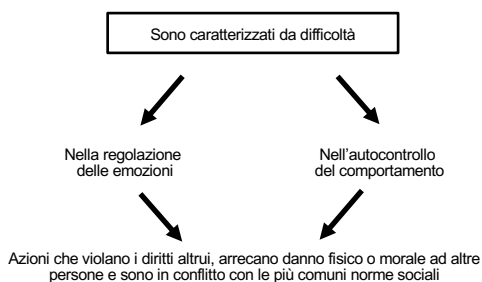 Sono caratterizzati da difficoltà
Nella regolazione
delle emozioni
Nell'autocontrollo
del comportamento
Azioni che violano i diritti altrui, arrecano danno fisico o morale ad altre
persone e sono in conflitto con le più comuni norme sociali